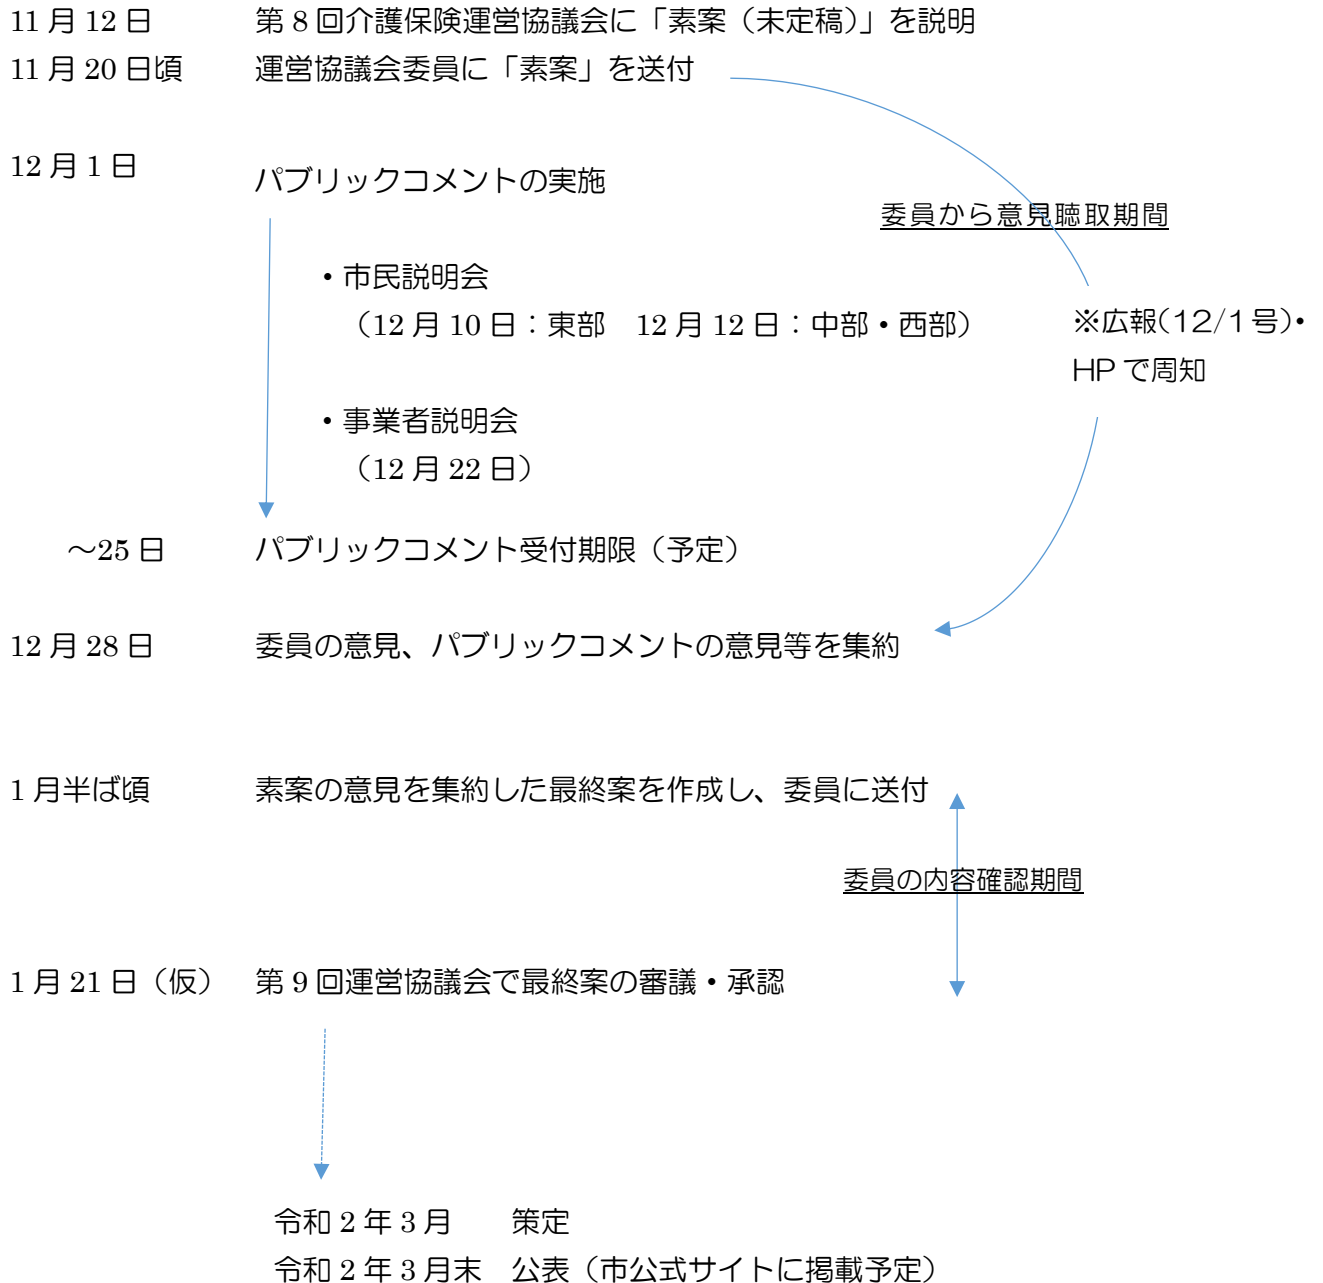 11月12日 第8回介護保険運営協議会に「素案（未定稿）」を説明
11月20日頃 運営協議会委員に「素案」を送付
12月1日 パブリックコメントの実施
委員から意見聴取期間
・市民説明会
（12月10日：東部　12月12日：中部・西部）
※広報(12/1号)・
HPで周知
・事業者説明会
（12月22日）
～25日 パブリックコメント受付期限（予定）
12月28日 委員の意見、パブリックコメントの意見等を集約
1月半ば頃 素案の意見を集約した最終案を作成し、委員に送付
委員の内容確認期間
1月21日（仮） 第9回運営協議会で最終案の審議・承認
令和2年3月　策定
令和2年3月末　公表（市公式サイトに掲載予定）